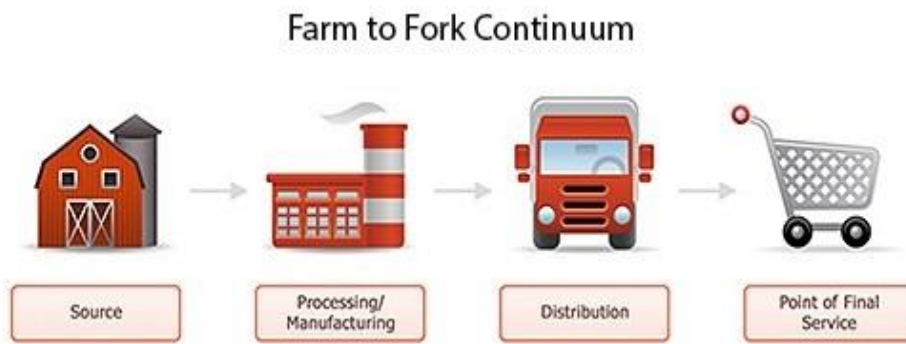 Farm to Fork Continuum
Source
Processing/
Manufacturing
Distribution
Point of Final
Service